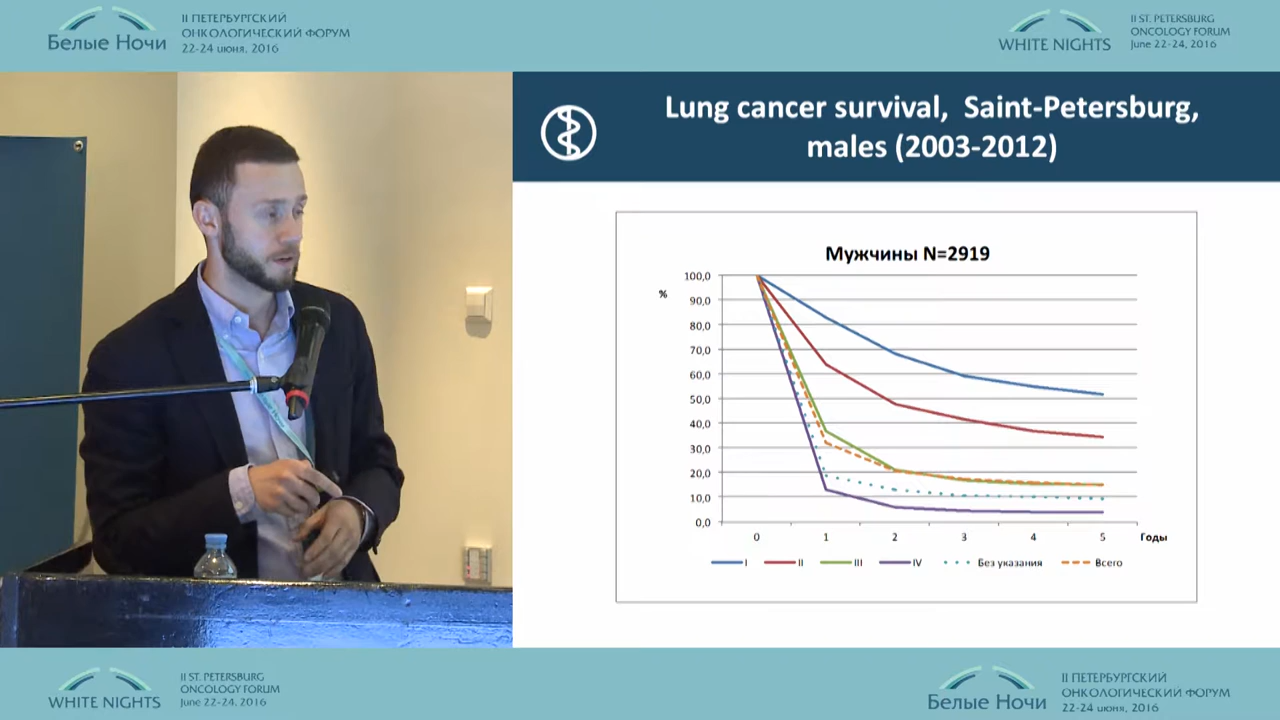 Белые Ночи
II ПЕТЕРБУРГСКИЙ
ОНКОЛОГИЧЕСКИЙ ФОРУМ
22-24 июня, 2016
WHITE NIGHTS
II ST. PETERSBURG
ONCOLOGY FORUM
June 22-24, 2016
Lung cancer survival, Saint-Petersburg,
males (2003-2012)
Мужчины N=2919
%
100,0
90,0
80,0
70,0
60,0
50,0
40,0
30,0
20,0
10,0
0,0
0 1 2 3 4 5 Годы
I II III IV Без указания Всего
WHITE NIGHTS
II ST. PETERSBURG
ONCOLOGY FORUM
June 22-24, 2016
Белые Ночи
II ПЕТЕРБУРГСКИЙ
ОНКОЛОГИЧЕСКИЙ ФОРУМ
22-24 июня, 2016